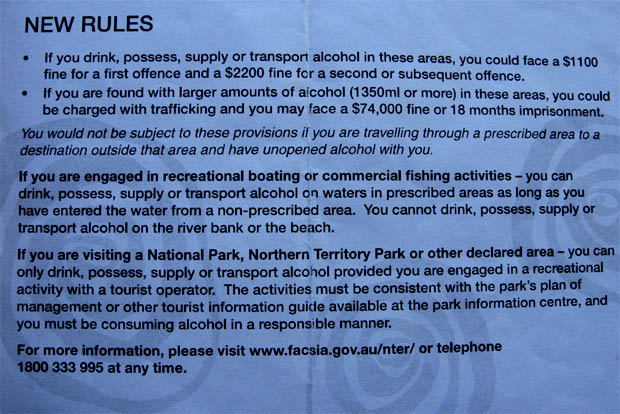 NEW RULES
• If you drink, possess, supply or transport alcohol in these areas, you could face a $1100
fine for a first offence and a $2200 fine for a second or subsequent offence.
• If you are found with larger amounts of alcohol (1350ml or more) in these areas, you could
be charged with trafficking and you may face a $74,000 fine or 18 months imprisonment.
You would not be subject to these provisions if you are travelling through a prescribed area to a
destination outside that area and have unopened alcohol with you.
If you are engaged in recreational boating or commercial fishing activities – you can
drink, possess, supply or transport alcohol on waters in prescribed areas as long as you
have entered the water from a non-prescribed area. You cannot drink, possess, supply or
transport alcohol on the river bank or the beach.
If you are visiting a National Park, Northern Territory Park or other declared area – you can
only drink, possess, supply or transport alcohol provided you are engaged in a recreational
activity with a tourist operator. The activities must be consistent with the park's plan of
management or other tourist information guide available at the park information centre, and
you must be consuming alcohol in a responsible manner.
For more information, please visit www.facsia.gov.au/nter/ or telephone
1800 333 995 at any time.